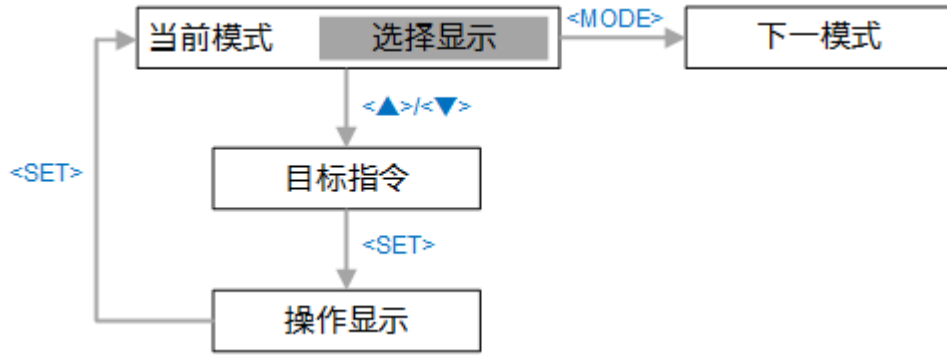 当前模式 选择显示 <MODE> 下一模式
<▲>/<▼>
目标指令
<SET>
<SET>
操作显示